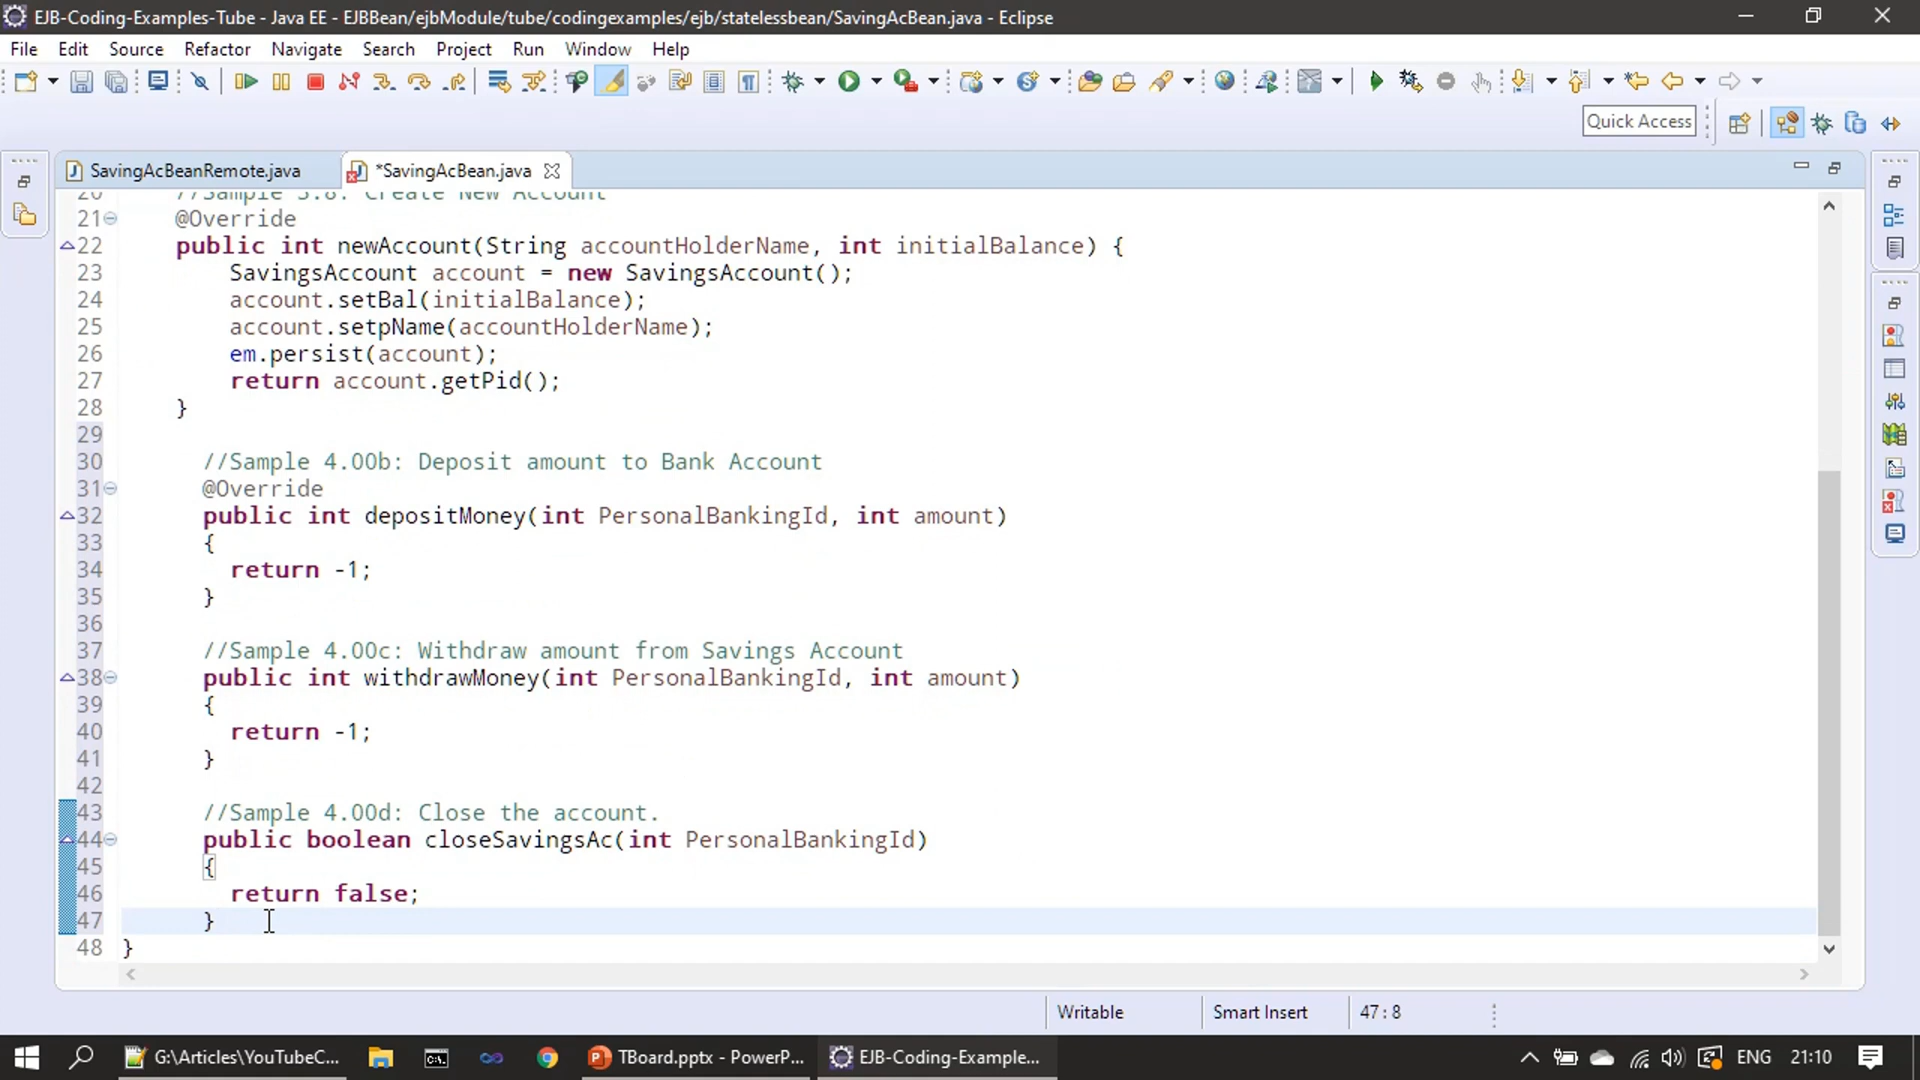 EJB-Coding-Examples-Tube - Java EE - EJBBean/ejbModule/tube/codingexamples/ejb/statelessbean/SavingAcBean.java - Eclipse
File Edit Source Refactor Navigate Search Project Run Window Help
Quick Access
SavingAcBeanRemote.java *SavingAcBean.java
20 //Sample 3.8: Create New Account
21 @Override
22 public int newAccount(String accountHolderName, int initialBalance) {
23 SavingsAccount account = new SavingsAccount();
24 account.setBal(initialBalance);
25 account.setpName(accountHolderName);
26 em.persist(account);
27 return account.getPid();
28 }
29
30 //Sample 4.00b: Deposit amount to Bank Account
31 @Override
32 public int depositMoney(int PersonalBankingId, int amount)
33 {
34 return -1;
35 }
36
37 //Sample 4.00c: Withdraw amount from Savings Account
38 public int withdrawMoney(int PersonalBankingId, int amount)
39 {
40 return -1;
41 }
42
43 //Sample 4.00d: Close the account.
44 public boolean closeSavingsAc(int PersonalBankingId)
45 {
46 return false;
47 }
48 }
Writable Smart Insert 47 : 8
G:\Articles\YouTubeC... TBoard.pptx - PowerP... EJB-Coding-Example... ENG 21:10